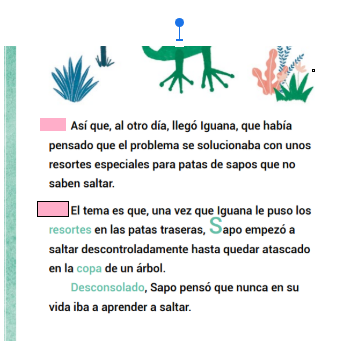 Así que, al otro día, llegó Iguana, que había
pensado que el problema se solucionaba con unos
resortes especiales para patas de sapos que no
saben saltar.
El tema es que, una vez que Iguana le puso los
resortes en las patas traseras, Sapo empezó a
saltar descontroladamente hasta quedar atascado
en la copa de un árbol.
Desconsolado, Sapo pensó que nunca en su
vida iba a aprender a saltar.